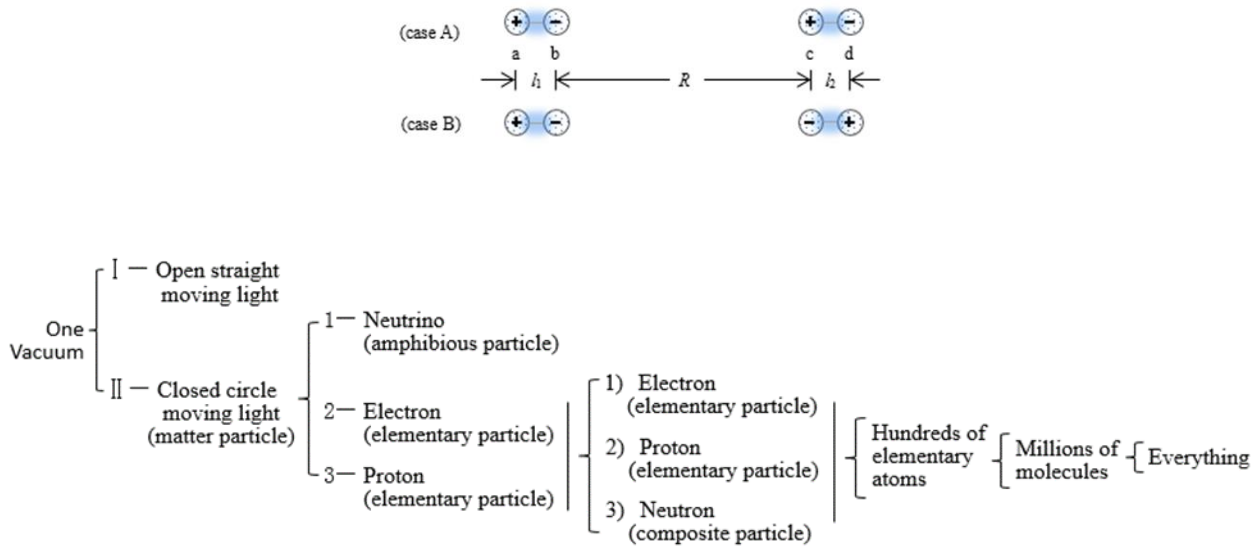 (case A) + − + −
a b c d
l₁ R l₂
(case B) + − − +
One
Vacuum
I — Open straight
moving light
II — Closed circle
moving light
(matter particle)
1— Neutrino
(amphibious particle)
2— Electron
(elementary particle)
3— Proton
(elementary particle)
1) Electron
(elementary particle)
2) Proton
(elementary particle)
3) Neutron
(composite particle)
Hundreds of
elementary
atoms
Millions of
molecules
Everything